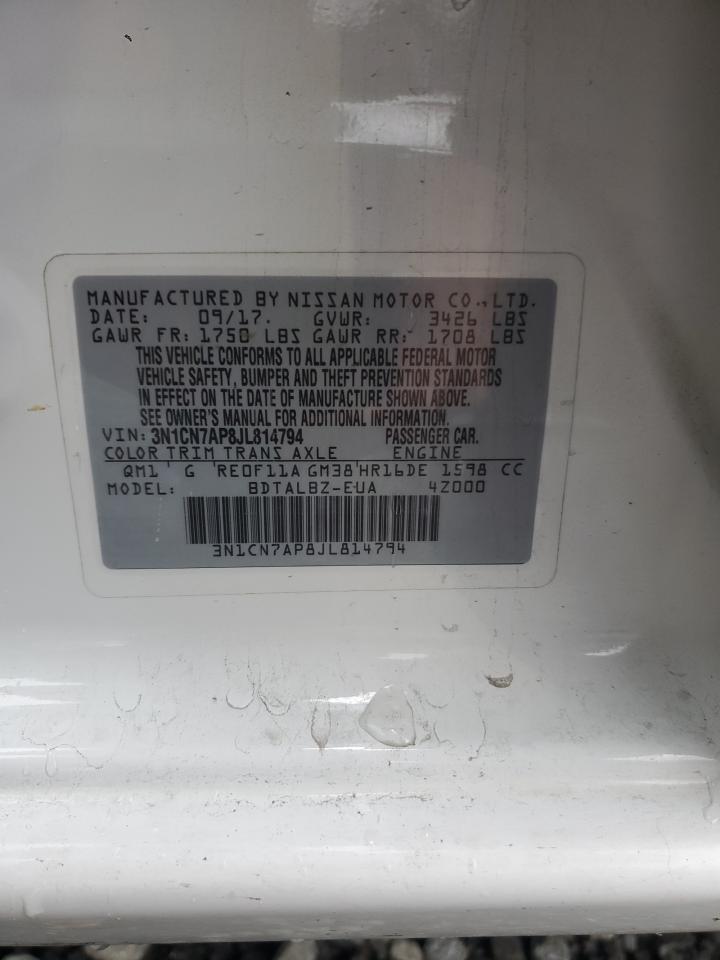 MANUFACTURED BY NISSAN MOTOR CO.,LTD.
DATE: 09/17. GVWR: 3426 LBS
GAWR FR: 1750 LBS GAWR RR: 1708 LBS
THIS VEHICLE CONFORMS TO ALL APPLICABLE FEDERAL MOTOR
VEHICLE SAFETY, BUMPER AND THEFT PREVENTION STANDARDS
IN EFFECT ON THE DATE OF MANUFACTURE SHOWN ABOVE.
SEE OWNER'S MANUAL FOR ADDITIONAL INFORMATION.
VIN: 3N1CN7AP8JL814794 PASSENGER CAR.
COLOR TRIM TRANS AXLE ENGINE
QM1 G RE0F11A GM38 HR16DE 1598 CC
MODEL: BDTALBZ-EUA 4Z000
3N1CN7AP8JL814794